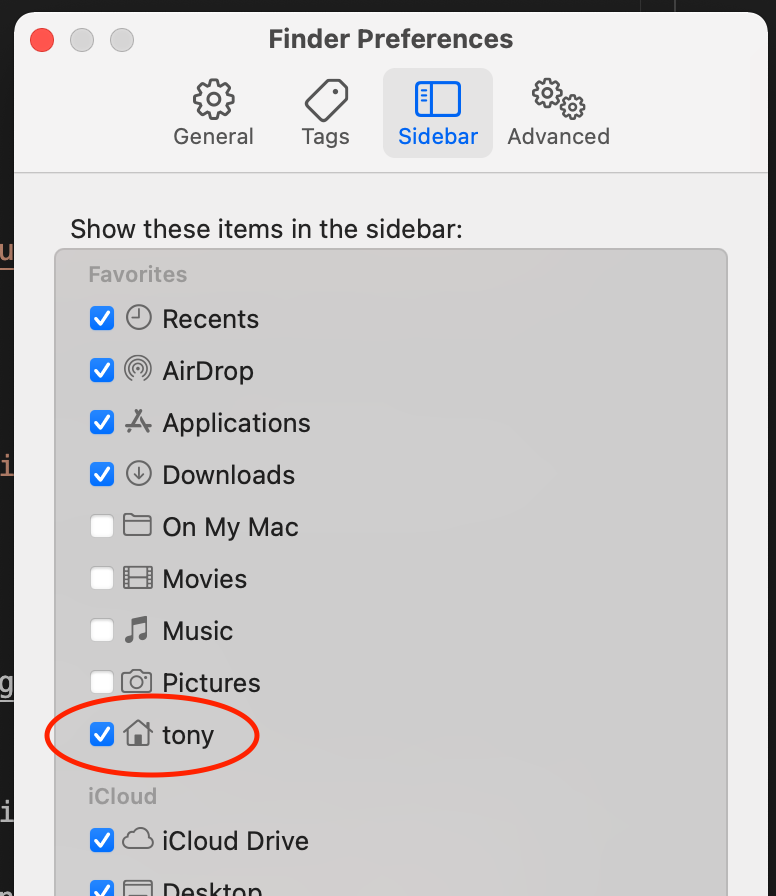 Finder Preferences
General Tags Sidebar Advanced
Show these items in the sidebar:
Favorites
Recents
AirDrop
Applications
Downloads
On My Mac
Movies
Music
Pictures
tony
iCloud
iCloud Drive
Desktop